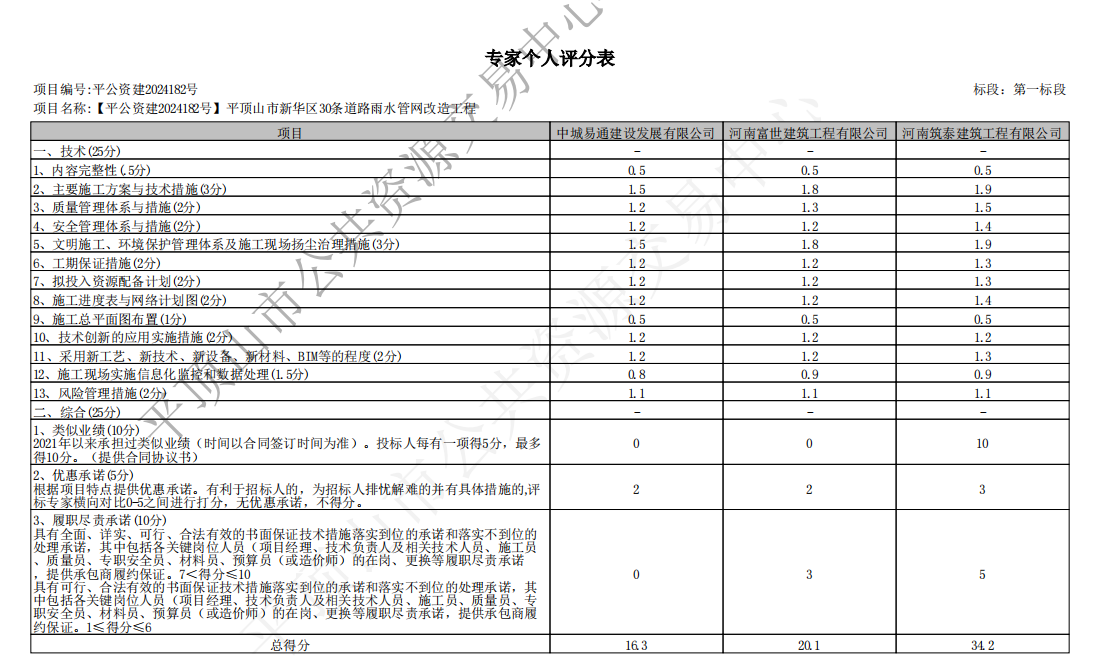 专家个人评分表
项目编号:平公资建2024182号 标段：第一标段
项目名称:【平公资建2024182号】平顶山市新华区30条道路雨水管网改造工程
项目 中城易通建设发展有限公司 河南富世建筑工程有限公司 河南筑泰建筑工程有限公司
一、技术(25分) - - -
1、内容完整性(.5分) 0.5 0.5 0.5
2、主要施工方案与技术措施(3分) 1.5 1.8 1.9
3、质量管理体系与措施(2分) 1.2 1.3 1.5
4、安全管理体系与措施(2分) 1.2 1.2 1.4
5、文明施工、环境保护管理体系及施工现场扬尘治理措施(3分) 1.5 1.8 1.9
6、工期保证措施(2分) 1.2 1.2 1.3
7、拟投入资源配备计划(2分) 1.2 1.2 1.3
8、施工进度表与网络计划图(2分) 1.2 1.2 1.4
9、施工总平面图布置(1分) 0.5 0.5 0.5
10、技术创新的应用实施措施(2分) 1.2 1.2 1.2
11、采用新工艺、新技术、新设备、新材料、BIM等的程度(2分) 1.2 1.2 1.3
12、施工现场实施信息化监控和数据处理(1.5分) 0.8 0.9 0.9
13、风险管理措施(2分) 1.1 1.1 1.1
二、综合(25分) - - -
1、类似业绩(10分)
2021年以来承担过类似业绩（时间以合同签订时间为准）。投标人每有一项得5分，最多
得10分。（提供合同协议书） 0 0 10
2、优惠承诺(5分)
根据项目特点提供优惠承诺。有利于招标人的，为招标人排忧解难的并有具体措施的,评
标专家横向对比0-5之间进行打分，无优惠承诺，不得分。 2 2 3
3、履职尽责承诺(10分)
具有全面、详实、可行、合法有效的书面保证技术措施落实到位的承诺和落实不到位的
处理承诺，其中包括各关键岗位人员（项目经理、技术负责人及相关技术人员、施工员
、质量员、专职安全员、材料员、预算员（或造价师）的在岗、更换等履职尽责承诺
，提供承包商履约保证。7＜得分≤10
具有可行、合法有效的书面保证技术措施落实到位的承诺和落实不到位的处理承诺，其
中包括各关键岗位人员（项目经理、技术负责人及相关技术人员、施工员、质量员、专
职安全员、材料员、预算员（或造价师）的在岗、更换等履职尽责承诺，提供承包商履
约保证。1≤得分≤6 0 3 5
总得分 16.3 20.1 34.2
平顶山市公共资源交易中心
平顶山市公共资源交易中心